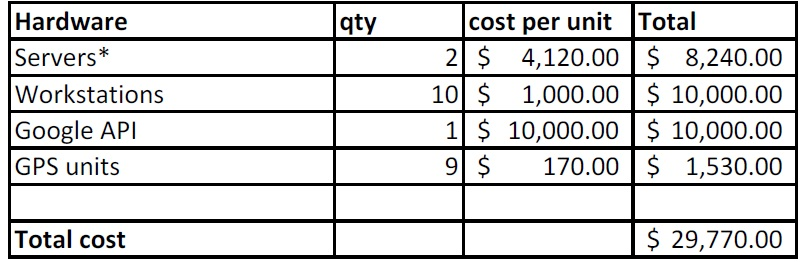 Hardware qty cost per unit Total
Servers* 2 $ 4,120.00 $ 8,240.00
Workstations 10 $ 1,000.00 $ 10,000.00
Google API 1 $ 10,000.00 $ 10,000.00
GPS units 9 $ 170.00 $ 1,530.00
Total cost $ 29,770.00